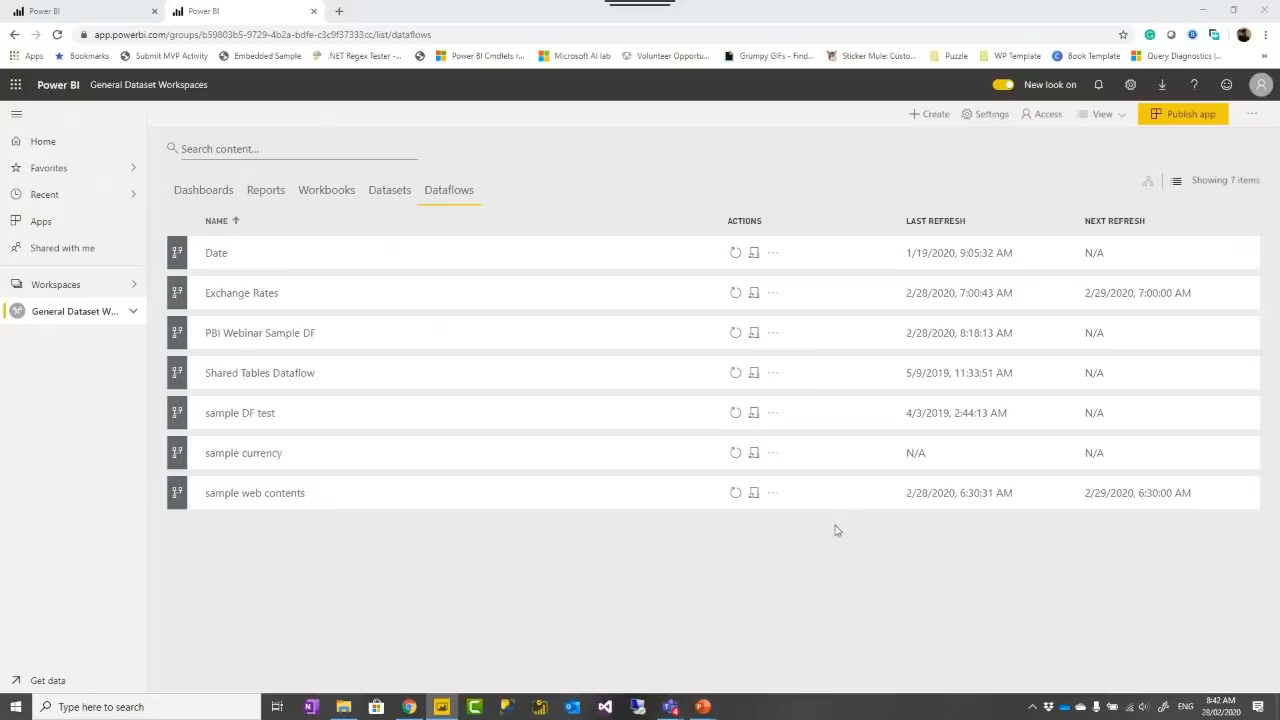 Power BI
Power BI
app.powerbi.com/groups/b59803b5-9729-4b2a-bdfe-c3c9f37333cc/list/dataflows
Apps
Bookmarks
Submit MVP Activity
Embedded Sample
.NET Regex Tester -...
Power BI Cmdlets r...
Microsoft AI lab
Volunteer Opportu...
Grumpy GIFs - Find...
Sticker Mule: Custo...
Puzzle
WP Template
Book Template
Query Diagnostics |...
Power BI
General Dataset Workspaces
New look on
Create
Settings
Access
View
Publish app
Home
Favorites
Recent
Apps
Shared with me
Workspaces
General Dataset W...
Get data
Search content...
Dashboards Reports Workbooks Datasets Dataflows
Showing 7 items
NAME ACTIONS LAST REFRESH NEXT REFRESH
Date 1/19/2020, 9:05:32 AM N/A
Exchange Rates 2/28/2020, 7:00:43 AM 2/29/2020, 7:00:00 AM
PBI Webinar Sample DF 2/28/2020, 8:18:13 AM N/A
Shared Tables Dataflow 5/9/2019, 11:33:51 AM N/A
sample DF test 4/3/2019, 2:44:13 AM N/A
sample currency N/A N/A
sample web contents 2/28/2020, 6:30:31 AM 2/29/2020, 6:30:00 AM
Type here to search
ENG
8:42 AM
28/02/2020